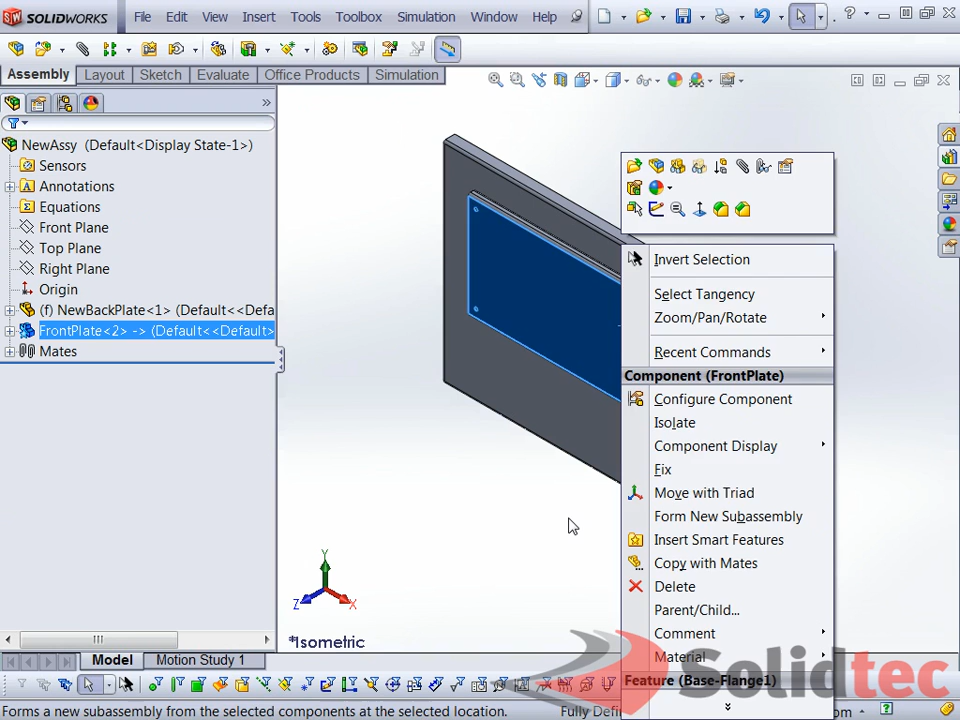 SOLIDWORKS File Edit View Insert Tools Toolbox Simulation Window Help
Assembly Layout Sketch Evaluate Office Products Simulation
NewAssy (Default<Display State-1>)
Sensors
Annotations
Equations
Front Plane
Top Plane
Right Plane
Origin
(f) NewBackPlate<1> (Default<<Defa
FrontPlate<2> -> (Default<<Default>
Mates
Invert Selection
Select Tangency
Zoom/Pan/Rotate
Recent Commands
Component (FrontPlate)
Configure Component
Isolate
Component Display
Fix
Move with Triad
Form New Subassembly
Insert Smart Features
Copy with Mates
Delete
Parent/Child...
Comment
Material
Feature (Base-Flange1)
Y
Z
X
*Isometric
Solidtec
Model Motion Study 1
Forms a new subassembly from the selected components at the selected location.
Fully Defi
om